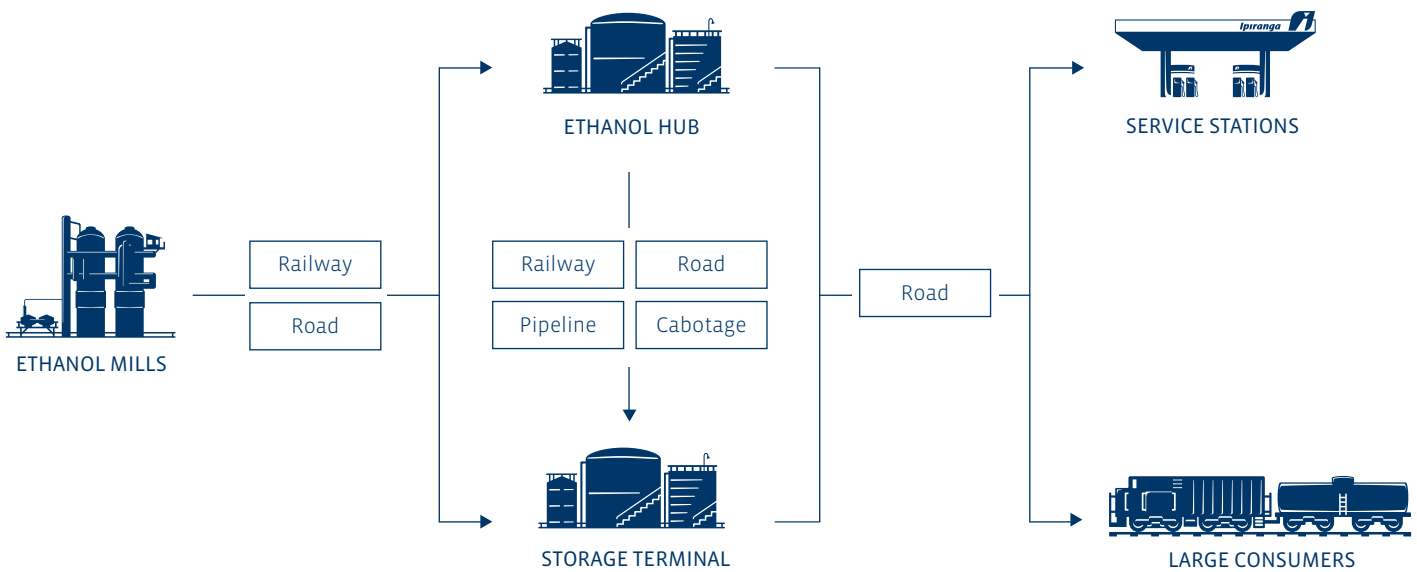 Ipiranga
ETHANOL HUB
SERVICE STATIONS
Railway
Road
ETHANOL MILLS
Railway
Road
Pipeline
Cabotage
Road
STORAGE TERMINAL
LARGE CONSUMERS